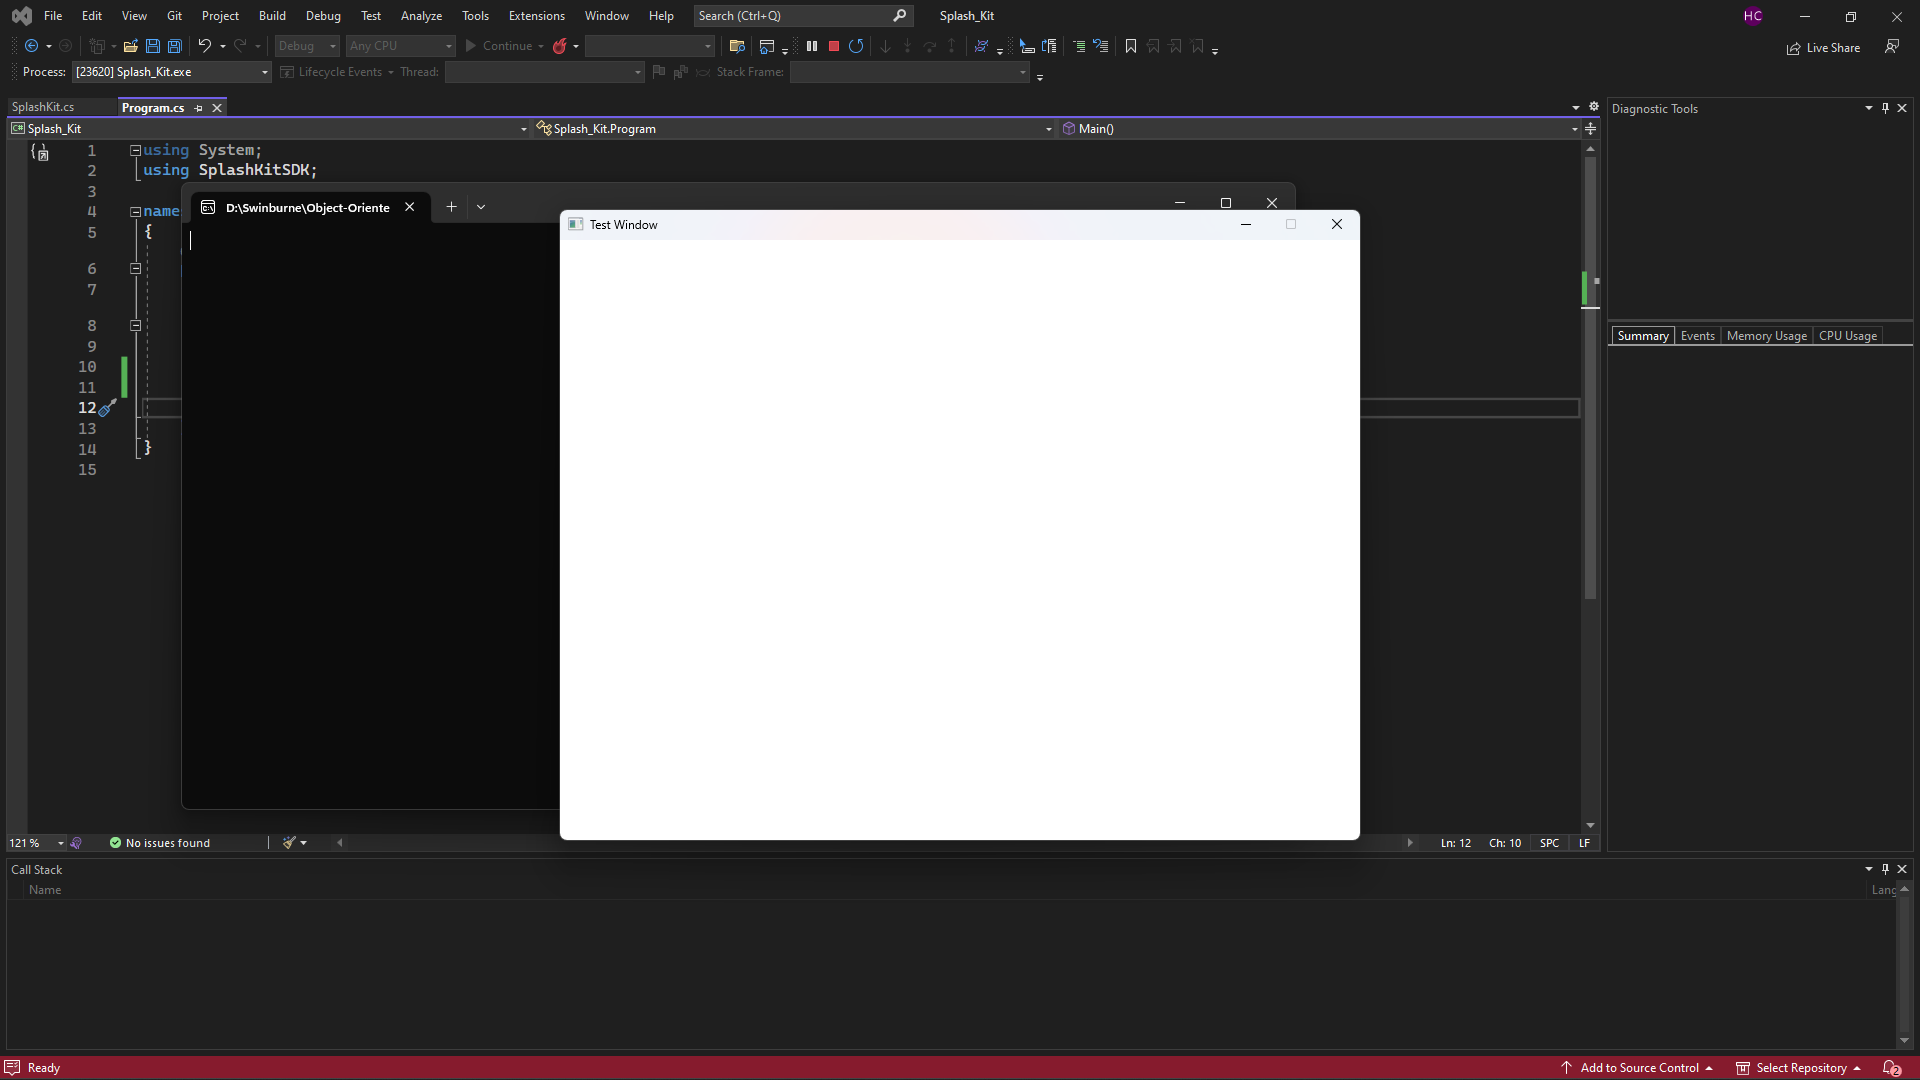 File Edit View Git Project Build Debug Test Analyze Tools Extensions Window Help Search (Ctrl+Q) Splash_Kit HC
Debug Any CPU Continue Live Share
Process: [23620] Splash_Kit.exe Lifecycle Events Thread: Stack Frame:
SplashKit.cs Program.cs Diagnostic Tools
C# Splash_Kit Splash_Kit.Program Main()
1 using System;
2 using SplashKitSDK;
3
4 name
5 {
6
7
8
9
10
11
12
13
14 }
15
D:\Swinburne\Object-Oriente
Test Window
Summary Events Memory Usage CPU Usage
121 % No issues found Ln: 12 Ch: 10 SPC LF
Call Stack
Name Lang
Ready Add to Source Control Select Repository 2